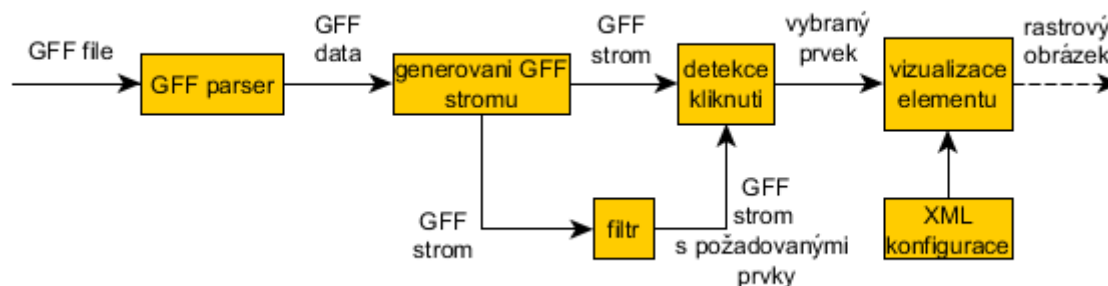 GFF file
GFF parser
GFF
data
generovani GFF
stromu
GFF
strom
detekce
kliknuti
vybraný
prvek
vizualizace
elementu
rastrový
obrázek
GFF
strom
filtr
GFF
strom
s požadovanými
prvky
XML
konfigurace